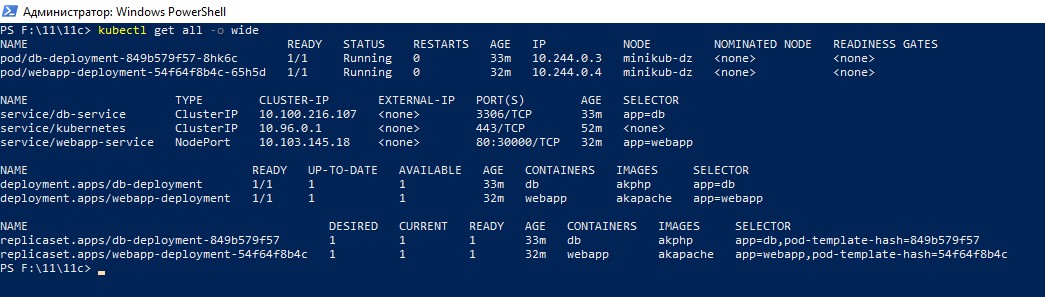 Администратор: Windows PowerShell
PS F:\11\11c> kubectl get all -o wide
NAME READY STATUS RESTARTS AGE IP NODE NOMINATED NODE READINESS GATES
pod/db-deployment-849b579f57-8hk6c 1/1 Running 0 33m 10.244.0.3 minikub-dz <none> <none>
pod/webapp-deployment-54f64f8b4c-65h5d 1/1 Running 0 32m 10.244.0.4 minikub-dz <none> <none>
NAME TYPE CLUSTER-IP EXTERNAL-IP PORT(S) AGE SELECTOR
service/db-service ClusterIP 10.100.216.107 <none> 3306/TCP 33m app=db
service/kubernetes ClusterIP 10.96.0.1 <none> 443/TCP 52m <none>
service/webapp-service NodePort 10.103.145.18 <none> 80:30000/TCP 32m app=webapp
NAME READY UP-TO-DATE AVAILABLE AGE CONTAINERS IMAGES SELECTOR
deployment.apps/db-deployment 1/1 1 1 33m db akphp app=db
deployment.apps/webapp-deployment 1/1 1 1 32m webapp akapache app=webapp
NAME DESIRED CURRENT READY AGE CONTAINERS IMAGES SELECTOR
replicaset.apps/db-deployment-849b579f57 1 1 1 33m db akphp app=db,pod-template-hash=849b579f57
replicaset.apps/webapp-deployment-54f64f8b4c 1 1 1 32m webapp akapache app=webapp,pod-template-hash=54f64f8b4c
PS F:\11\11c>